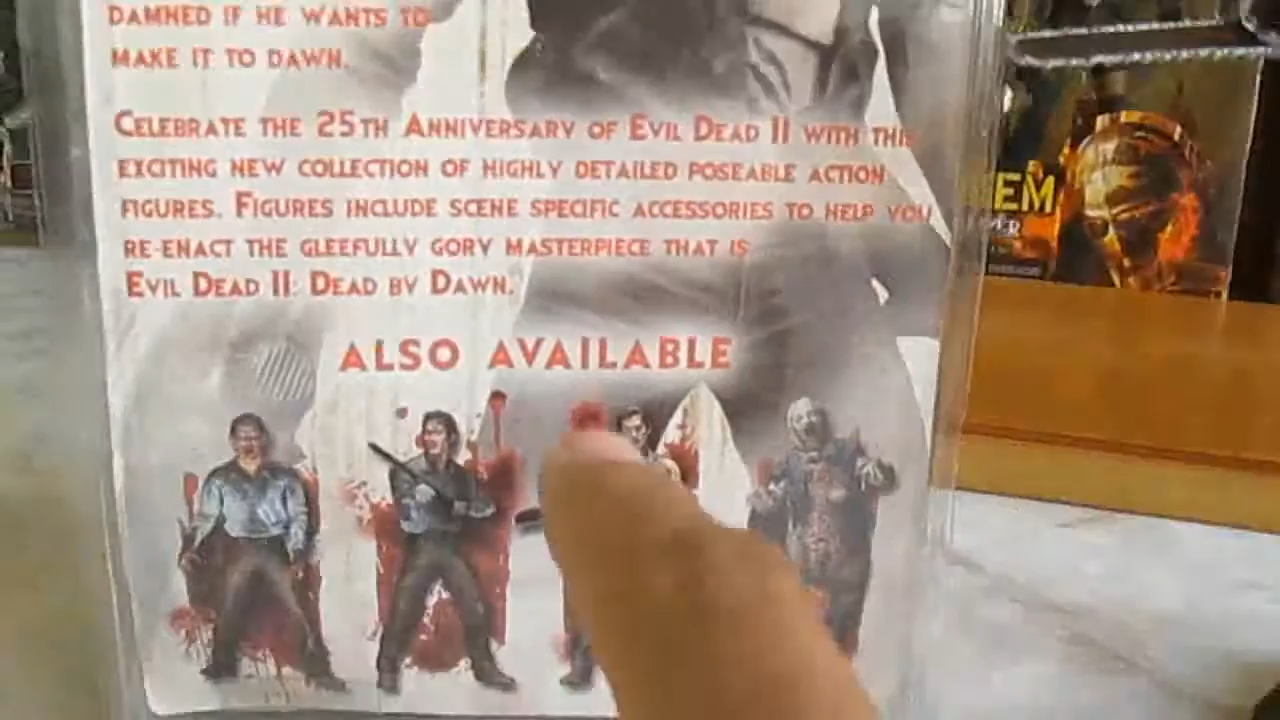 DAMNED IF HE WANTS TO
MAKE IT TO DAWN.
CELEBRATE THE 25TH ANNIVERSARY OF EVIL DEAD II WITH THIS
EXCITING NEW COLLECTION OF HIGHLY DETAILED POSEABLE ACTION
FIGURES. FIGURES INCLUDE SCENE SPECIFIC ACCESSORIES TO HELP YOU
RE-ENACT THE GLEEFULLY GORY MASTERPIECE THAT IS
EVIL DEAD II: DEAD BY DAWN.
ALSO AVAILABLE
EM